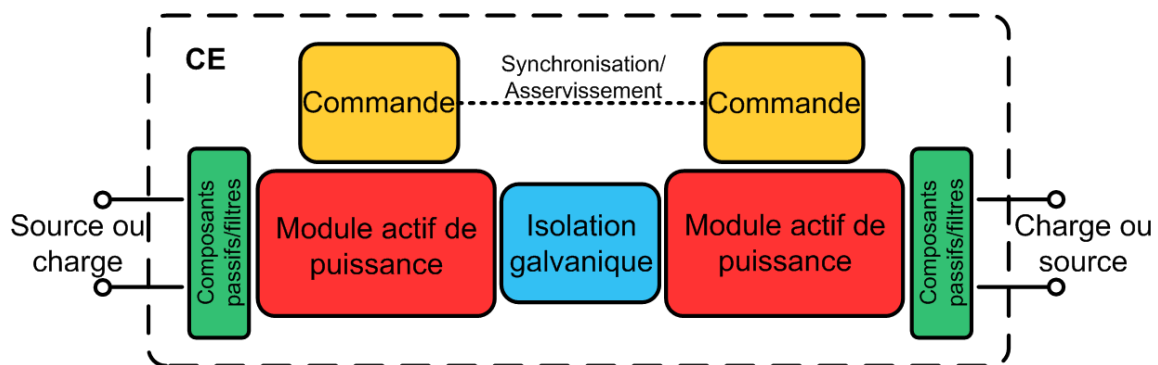 CE
Synchronisation/
Asservissement
Commande
Commande
Source ou
charge
Composants
passifs/filtres
Module actif de
puissance
Isolation
galvanique
Module actif de
puissance
Composants
passifs/filtres
Charge ou
source